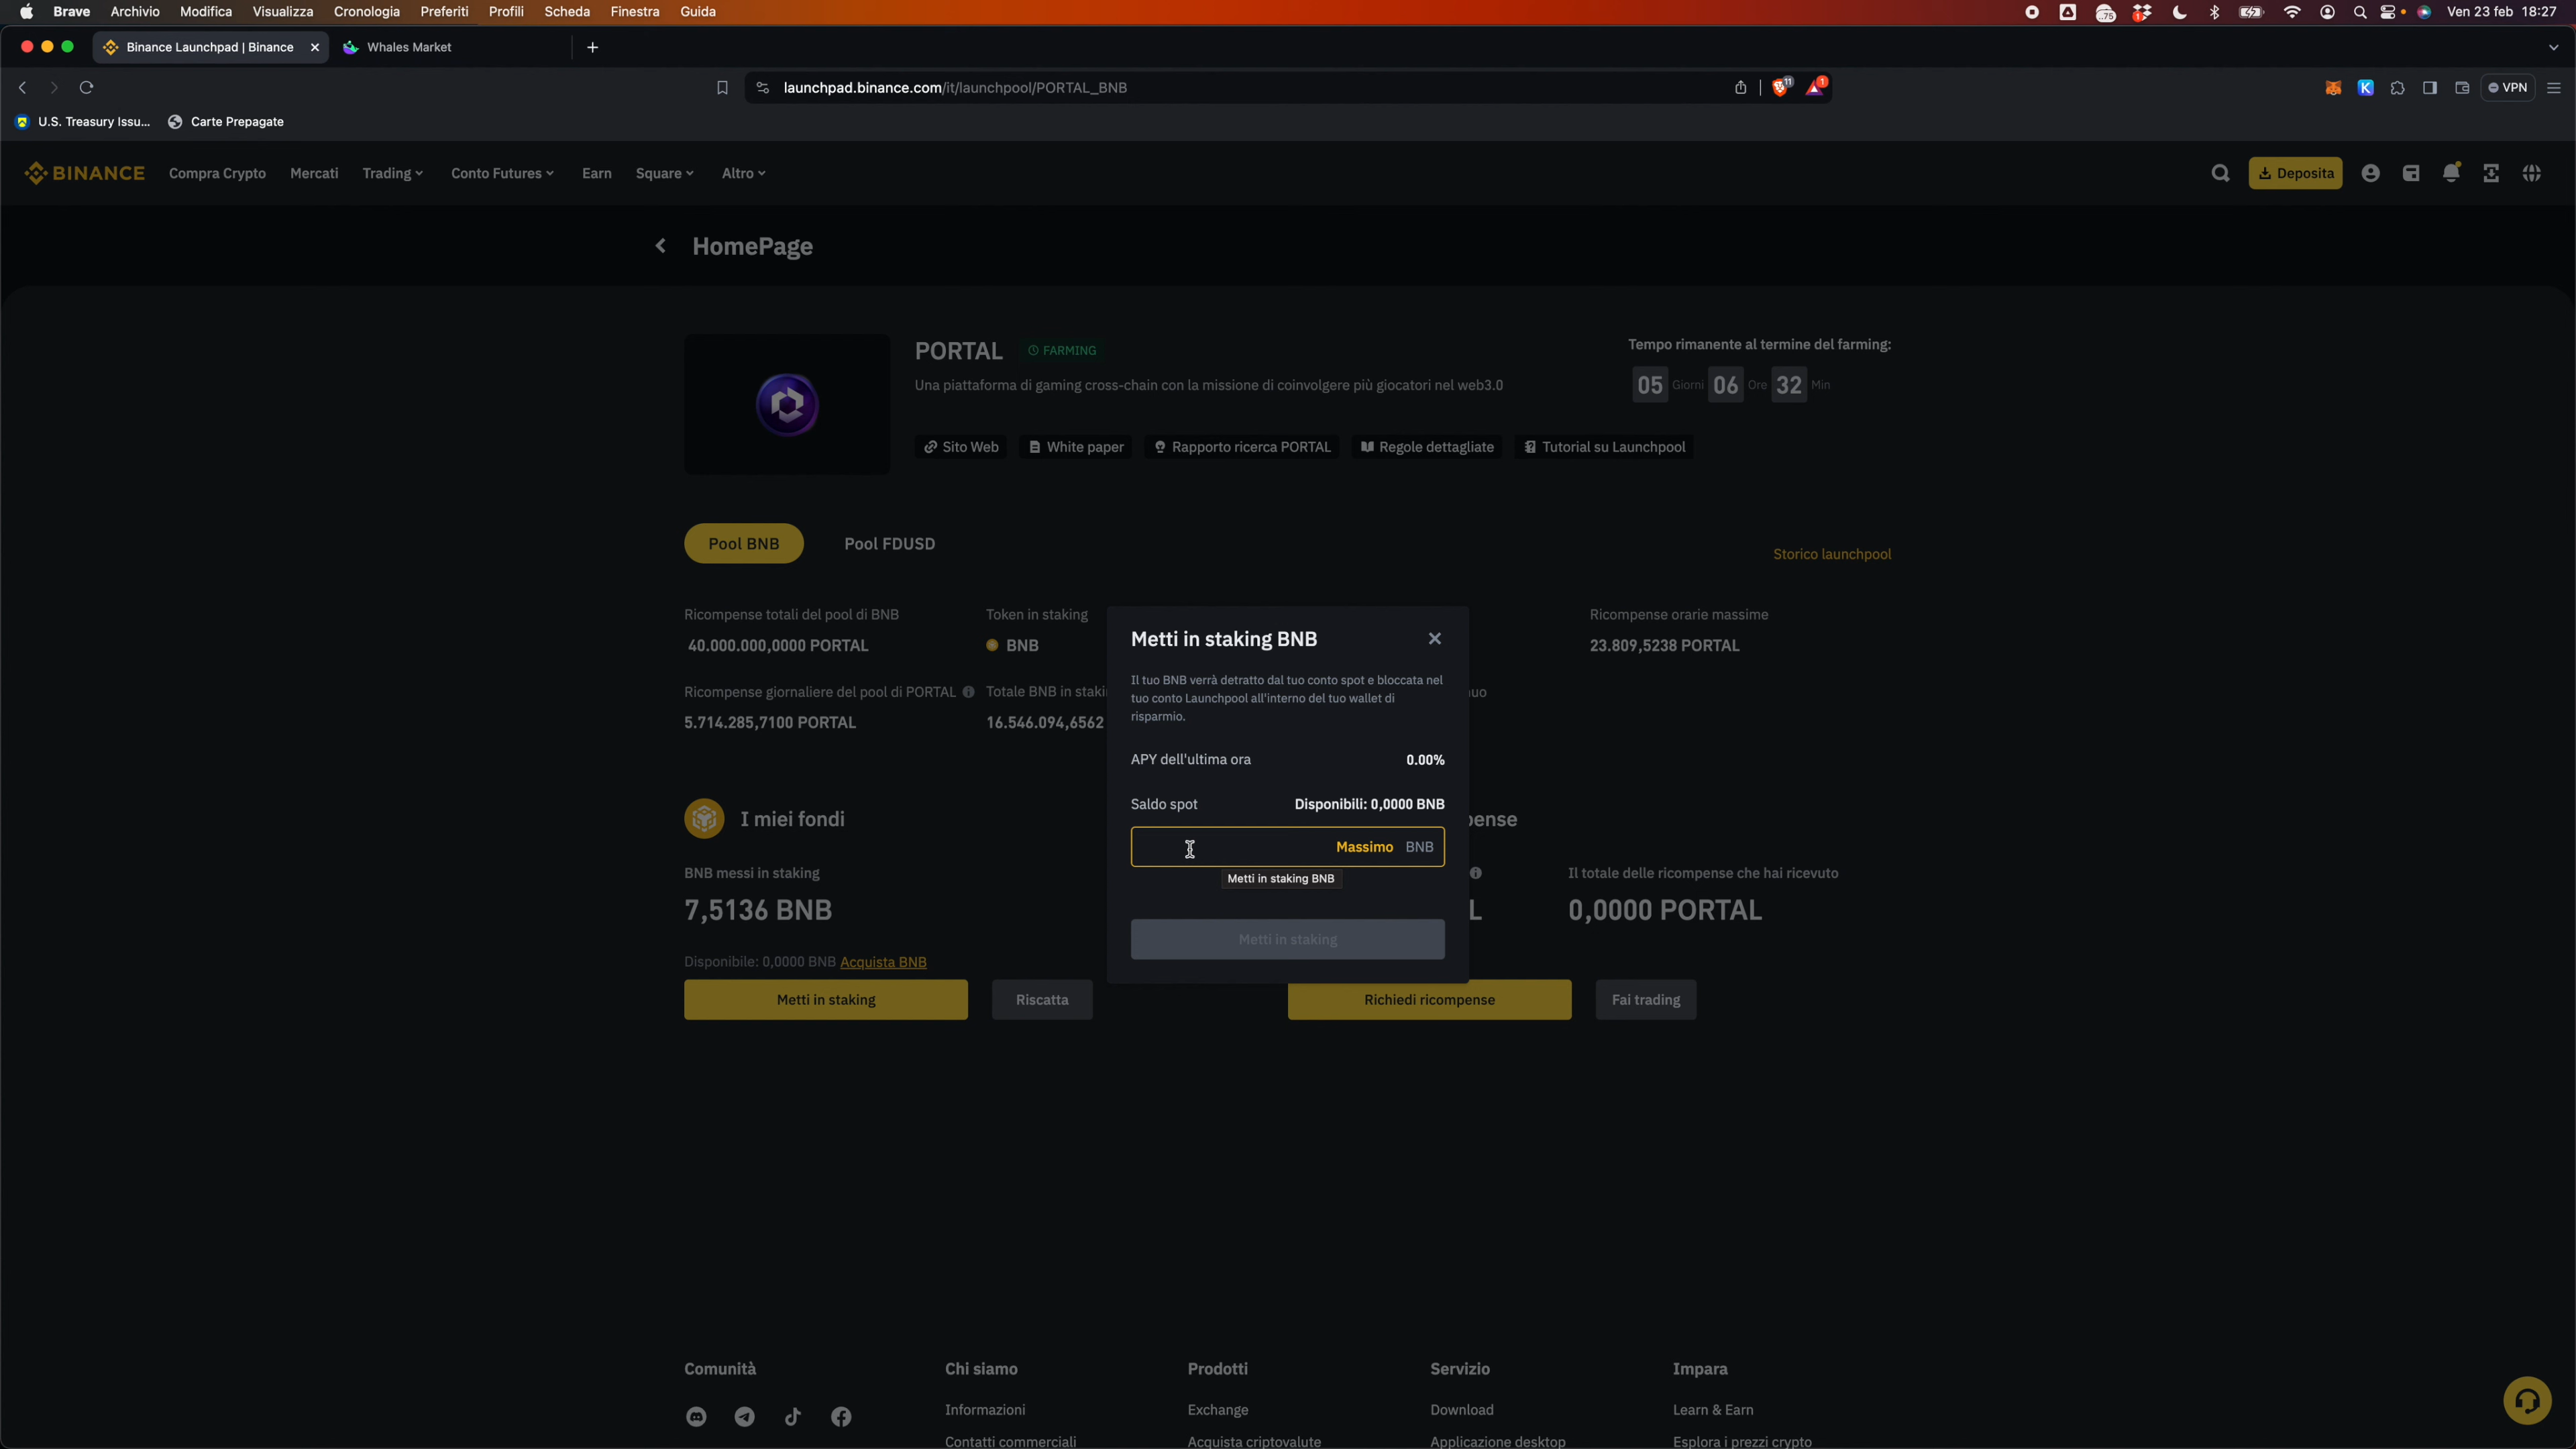 Brave Archivio Modifica Visualizza Cronologia Preferiti Profili Scheda Finestra Guida
.75 1 Ven 23 feb 18:27
Binance Launchpad | Binance Whales Market
launchpad.binance.com/it/launchpool/PORTAL_BNB
11 1 K VPN
U.S. Treasury Issu... Carte Prepagate
BINANCE Compra Crypto Mercati Trading Conto Futures Earn Square Altro Deposita
HomePage
PORTAL FARMING
Una piattaforma di gaming cross-chain con la missione di coinvolgere più giocatori nel web3.0
Tempo rimanente al termine del farming:
05 Giorni 06 Ore 32 Min
Sito Web White paper Rapporto ricerca PORTAL Regole dettagliate Tutorial su Launchpool
Pool BNB Pool FDUSD
Storico launchpool
Ricompense totali del pool di BNB
40.000.000,0000 PORTAL
Token in staking
BNB
Ricompense orarie massime
23.809,5238 PORTAL
Ricompense giornaliere del pool di PORTAL
5.714.285,7100 PORTAL
Totale BNB in staki
16.546.094,6562
uo
Metti in staking BNB
Il tuo BNB verrà detratto dal tuo conto spot e bloccata nel
tuo conto Launchpool all'interno del tuo wallet di
risparmio.
APY dell'ultima ora 0.00%
Saldo spot Disponibili: 0,0000 BNB
Massimo BNB
Metti in staking BNB
Metti in staking
I miei fondi
BNB messi in staking
7,5136 BNB
Disponibile: 0,0000 BNB Acquista BNB
Metti in staking Riscatta
pense
L
Il totale delle ricompense che hai ricevuto
0,0000 PORTAL
Richiedi ricompense Fai trading
Comunità
Chi siamo
Informazioni
Contatti commerciali
Prodotti
Exchange
Acquista criptovalute
Servizio
Download
Applicazione desktop
Impara
Learn & Earn
Esplora i prezzi crypto